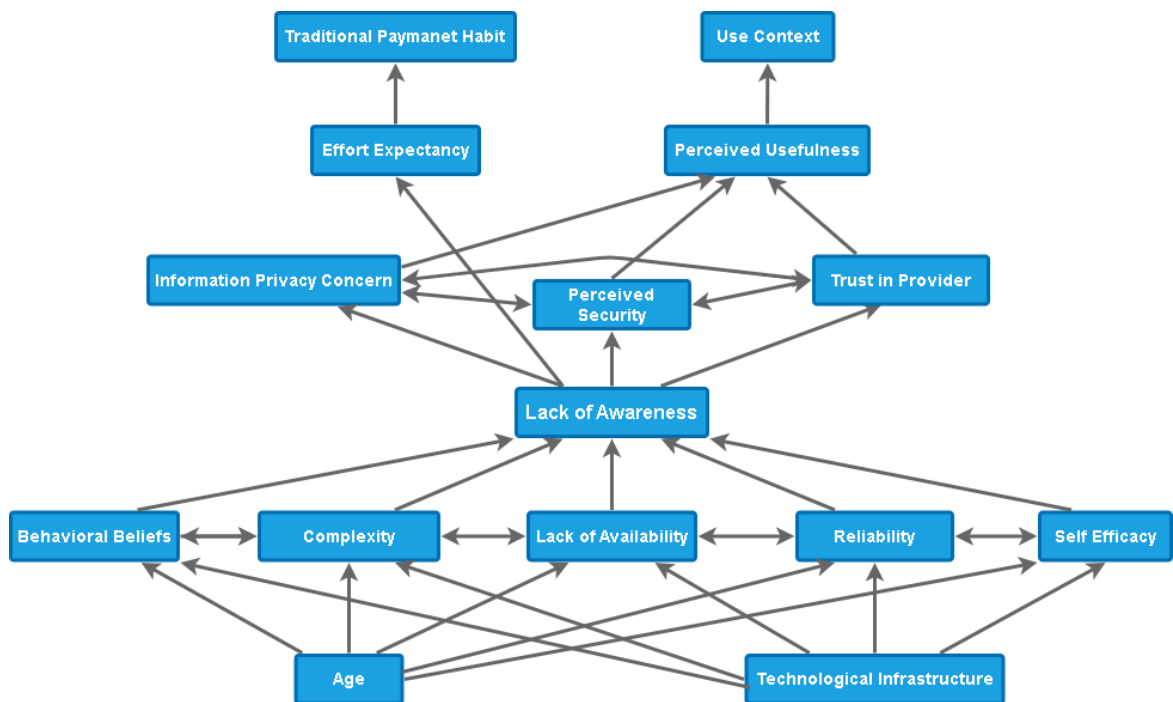 Traditional Paymanet Habit
Use Context
Effort Expectancy
Perceived Usefulness
Information Privacy Concern
Perceived
Security
Trust in Provider
Lack of Awareness
Behavioral Beliefs
Complexity
Lack of Availability
Reliability
Self Efficacy
Age
Technological Infrastructure